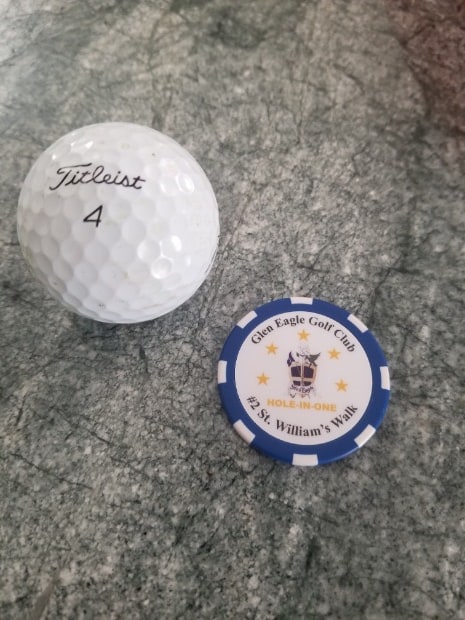 Titleist
4
Glen Eagle Golf Club
HOLE-IN-ONE
#2 St. William's Walk